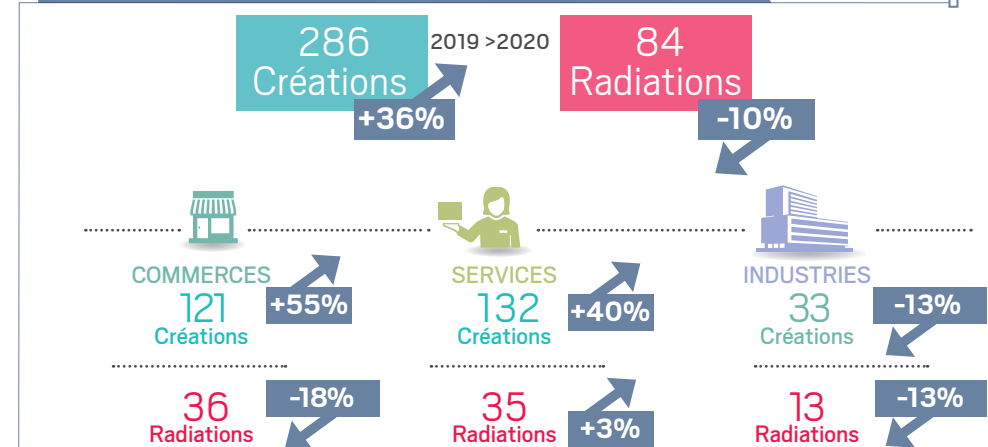 286
Créations
+36%
2019 >2020
84
Radiations
-10%
COMMERCES
121
Créations
+55%
SERVICES
132
Créations
+40%
INDUSTRIES
33
Créations
-13%
36
Radiations
-18%
35
Radiations
+3%
13
Radiations
-13%